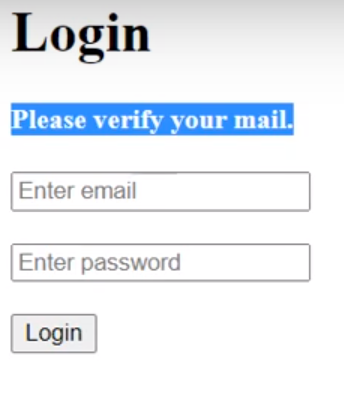 Login
Please verify your mail.
Enter email
Enter password
Login